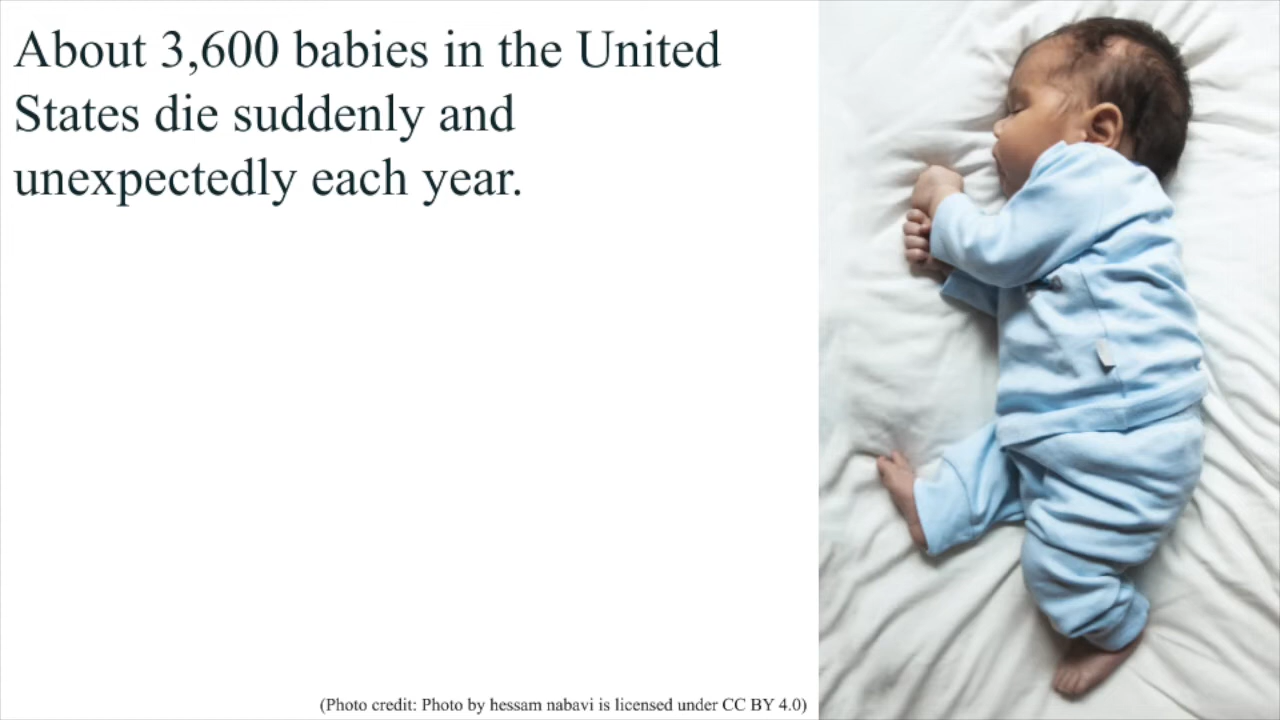 About 3,600 babies in the United
States die suddenly and
unexpectedly each year.
(Photo credit: Photo by hessam nabavi is licensed under CC BY 4.0)